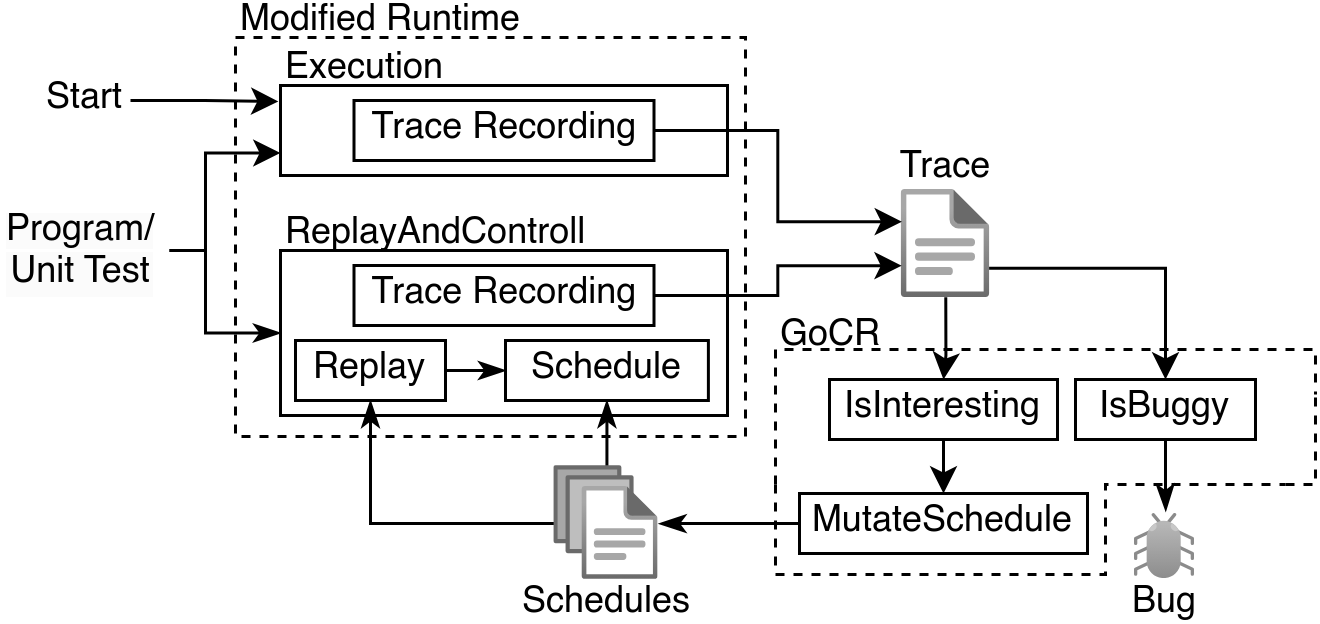 Modified Runtime
Execution
Start
Trace Recording
Trace
Program/
Unit Test
ReplayAndControll
Trace Recording
GoCR
Replay
Schedule
IsInteresting
IsBuggy
MutateSchedule
Schedules
Bug